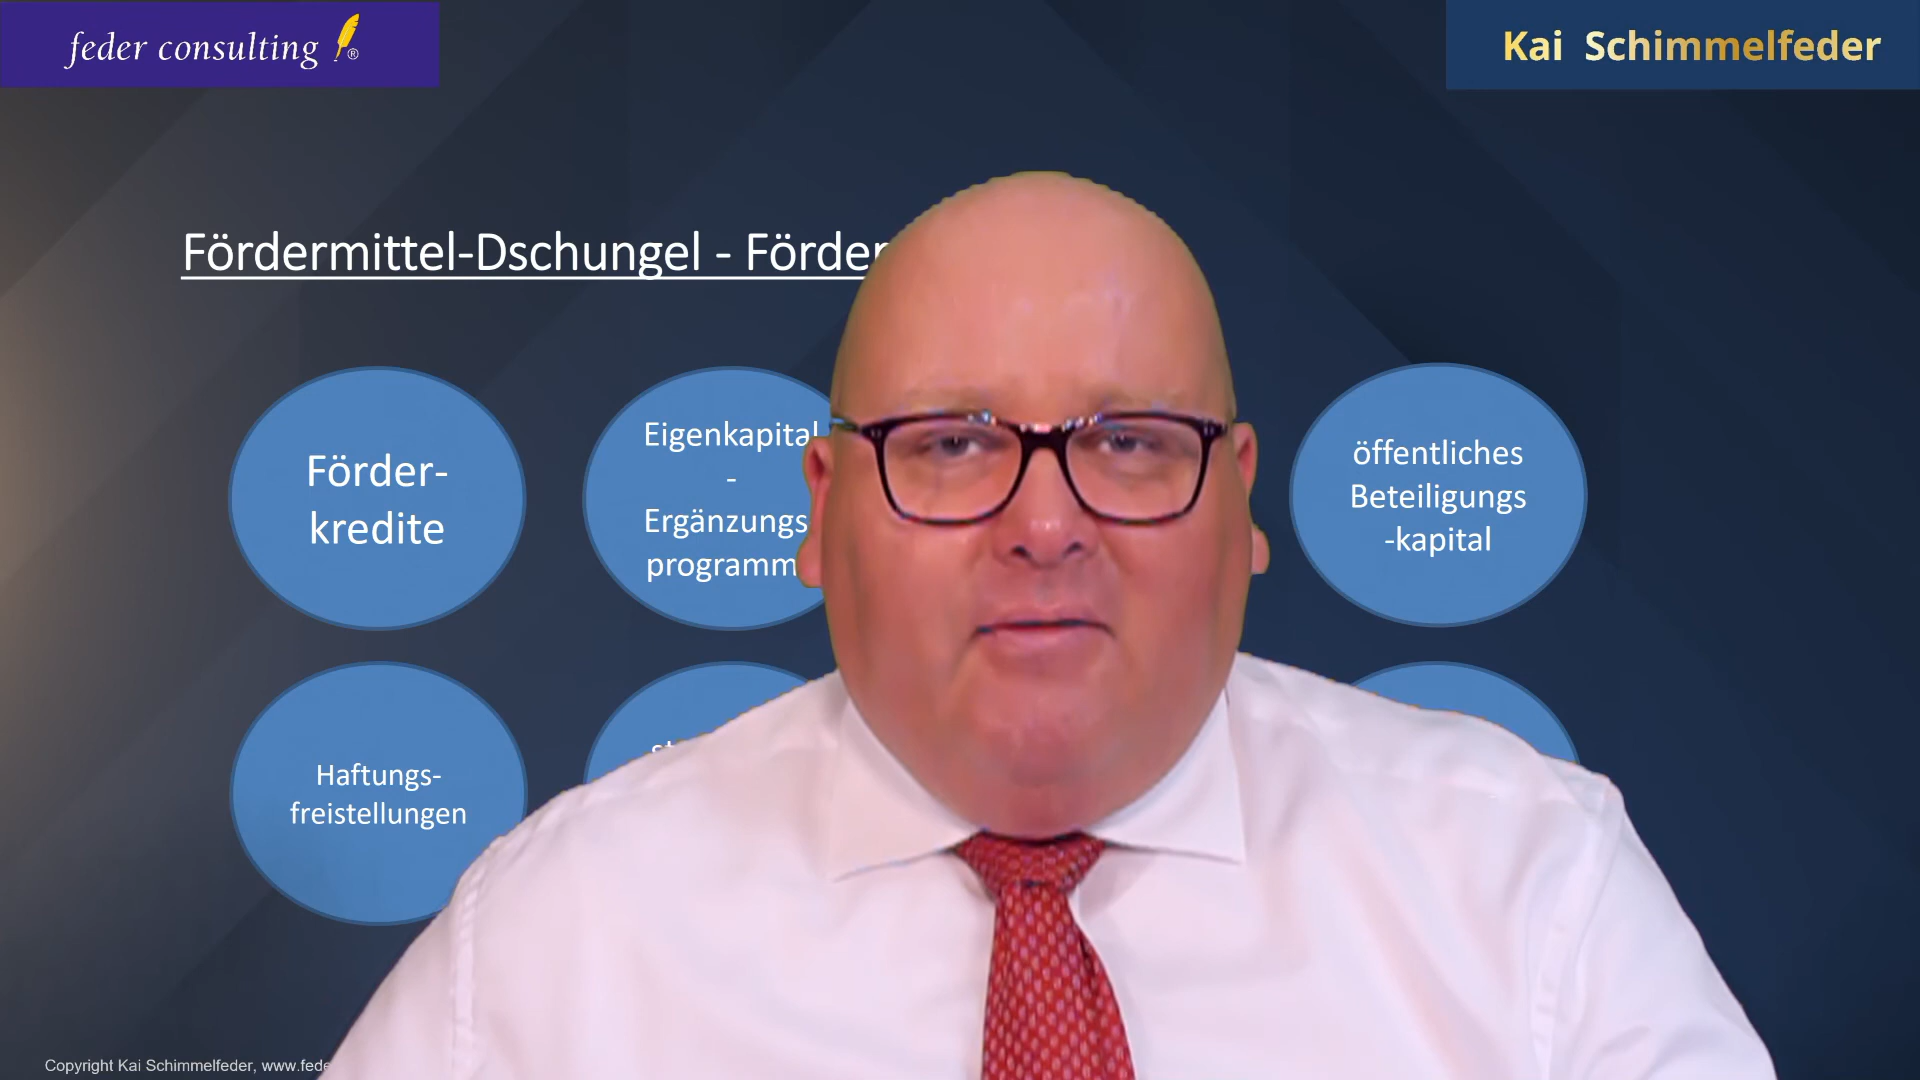 feder consulting ®
Kai Schimmelfeder
Fördermittel-Dschungel - Förder
Förder-
kredite
Eigenkapital
-
Ergänzungs
programm
öffentliches
Beteiligungs
-kapital
Haftungs-
freistellungen
Copyright Kai Schimmelfeder, www.fede